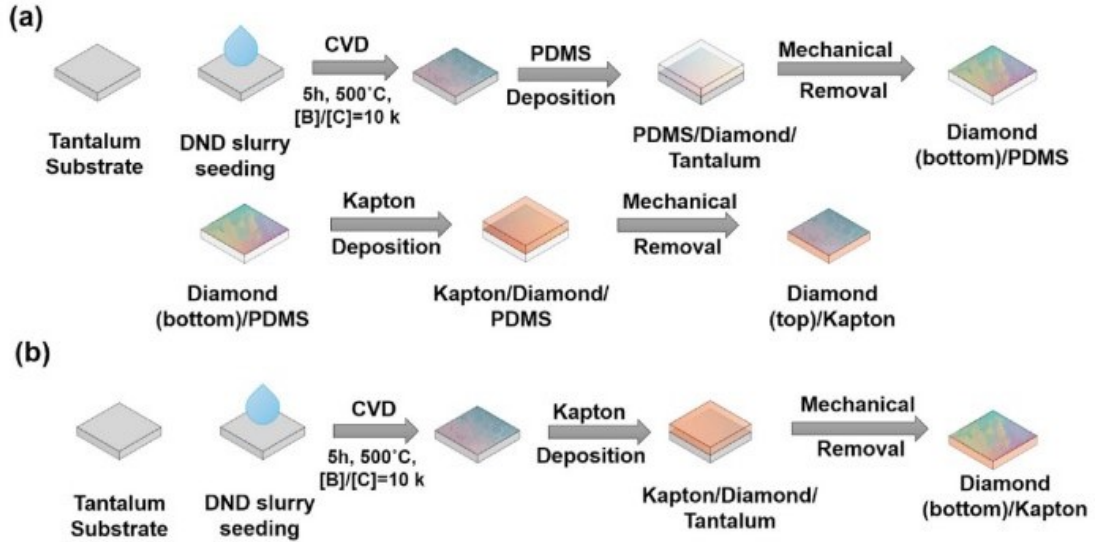 (a)
CVD
5h, 500˚C,
[B]/[C]=10 k
PDMS
Deposition
Mechanical
Removal
Tantalum
Substrate
DND slurry
seeding
PDMS/Diamond/
Tantalum
Diamond
(bottom)/PDMS
Kapton
Deposition
Mechanical
Removal
Diamond
(bottom)/PDMS
Kapton/Diamond/
PDMS
Diamond
(top)/Kapton
(b)
CVD
5h, 500˚C,
[B]/[C]=10 k
Kapton
Deposition
Mechanical
Removal
Tantalum
Substrate
DND slurry
seeding
Kapton/Diamond/
Tantalum
Diamond
(bottom)/Kapton